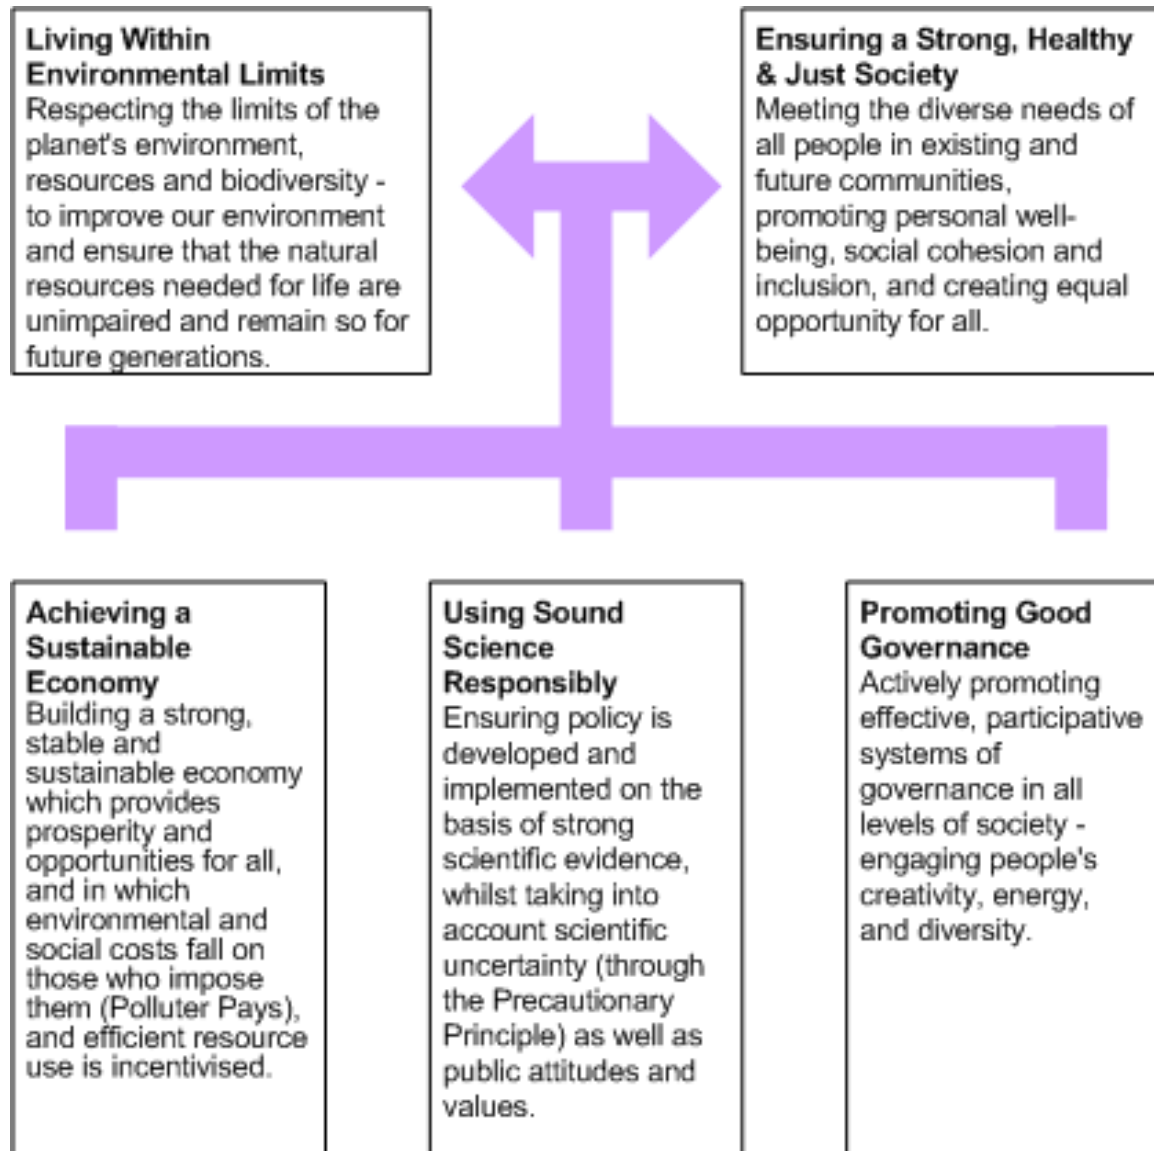 Living Within
Environmental Limits
Respecting the limits of the
planet's environment,
resources and biodiversity -
to improve our environment
and ensure that the natural
resources needed for life are
unimpaired and remain so for
future generations.
Ensuring a Strong, Healthy
& Just Society
Meeting the diverse needs of
all people in existing and
future communities,
promoting personal well-
being, social cohesion and
inclusion, and creating equal
opportunity for all.
Achieving a
Sustainable
Economy
Building a strong,
stable and
sustainable economy
which provides
prosperity and
opportunities for all,
and in which
environmental and
social costs fall on
those who impose
them (Polluter Pays),
and efficient resource
use is incentivised.
Using Sound
Science
Responsibly
Ensuring policy is
developed and
implemented on the
basis of strong
scientific evidence,
whilst taking into
account scientific
uncertainty (through
the Precautionary
Principle) as well as
public attitudes and
values.
Promoting Good
Governance
Actively promoting
effective, participative
systems of
governance in all
levels of society -
engaging people's
creativity, energy,
and diversity.